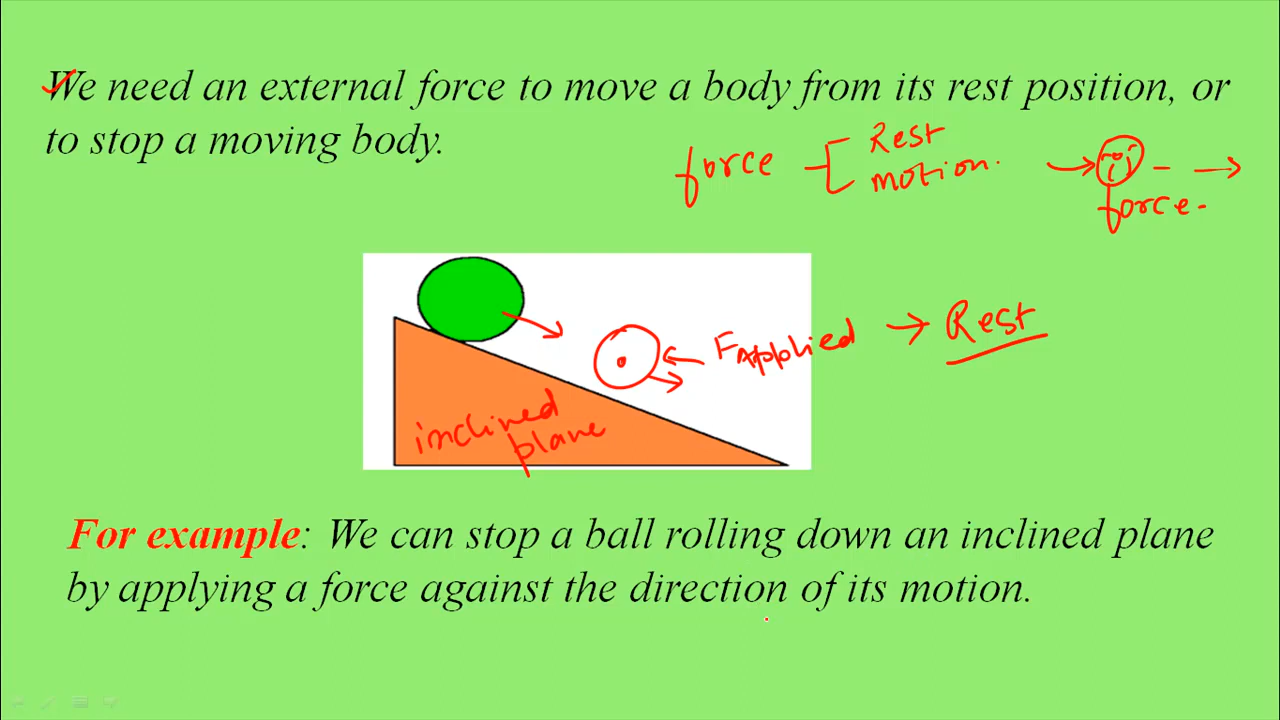 We need an external force to move a body from its rest position, or
to stop a moving body.
force
Rest
motion.
force.
FApplied → Rest
inclined
plane
For example: We can stop a ball rolling down an inclined plane
by applying a force against the direction of its motion.